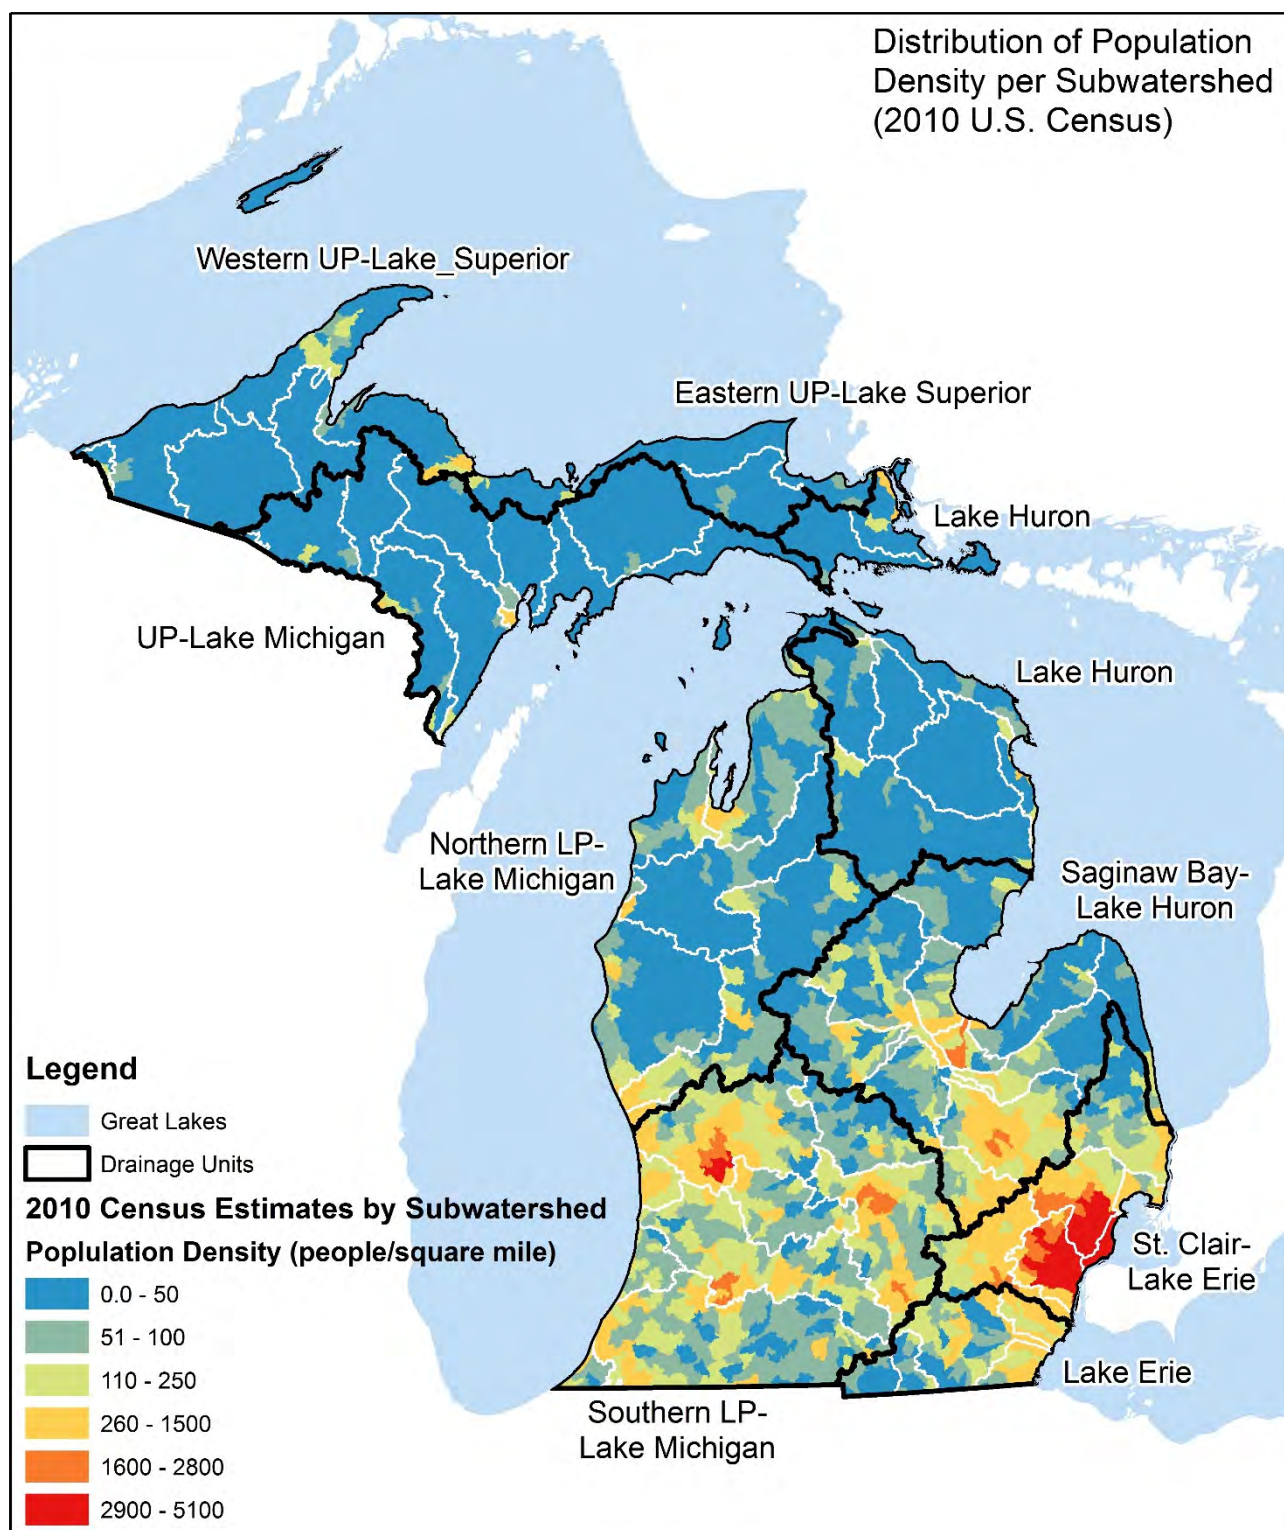 Distribution of Population
Density per Subwatershed
(2010 U.S. Census)
Western UP-Lake_Superior
Eastern UP-Lake Superior
Lake Huron
UP-Lake Michigan
Lake Huron
Northern LP-
Lake Michigan
Saginaw Bay-
Lake Huron
St. Clair-
Lake Erie
Lake Erie
Southern LP-
Lake Michigan
Legend
Great Lakes
Drainage Units
2010 Census Estimates by Subwatershed
Poplulation Density (people/square mile)
0.0 - 50
51 - 100
110 - 250
260 - 1500
1600 - 2800
2900 - 5100